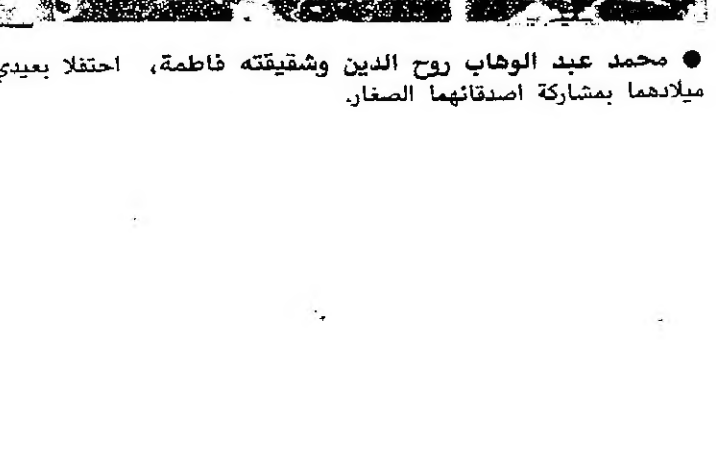 ● محمد عبد الوهاب روح الدين وشقيقته فاطمة، احتفلا بعيدي
ميلادهما بمشاركة اصدقائهما الصغار.